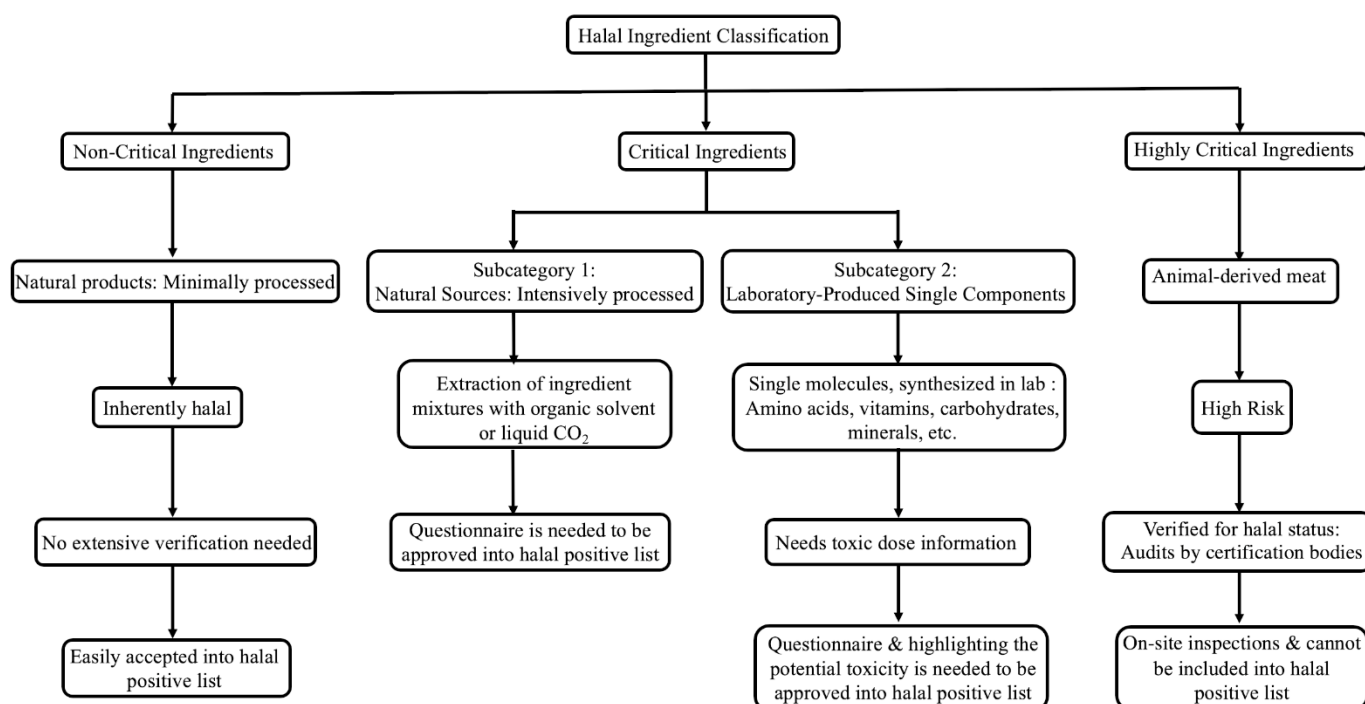 Halal Ingredient Classification
Non-Critical Ingredients
Critical Ingredients
Highly Critical Ingredients
Natural products: Minimally processed
Subcategory 1:
Natural Sources: Intensively processed
Subcategory 2:
Laboratory-Produced Single Components
Animal-derived meat
Inherently halal
Extraction of ingredient
mixtures with organic solvent
or liquid CO₂
Single molecules, synthesized in lab :
Amino acids, vitamins, carbohydrates,
minerals, etc.
High Risk
No extensive verification needed
Questionnaire is needed to be
approved into halal positive list
Needs toxic dose information
Verified for halal status:
Audits by certification bodies
Easily accepted into halal
positive list
Questionnaire & highlighting the
potential toxicity is needed to be
approved into halal positive list
On-site inspections & cannot
be included into halal
positive list